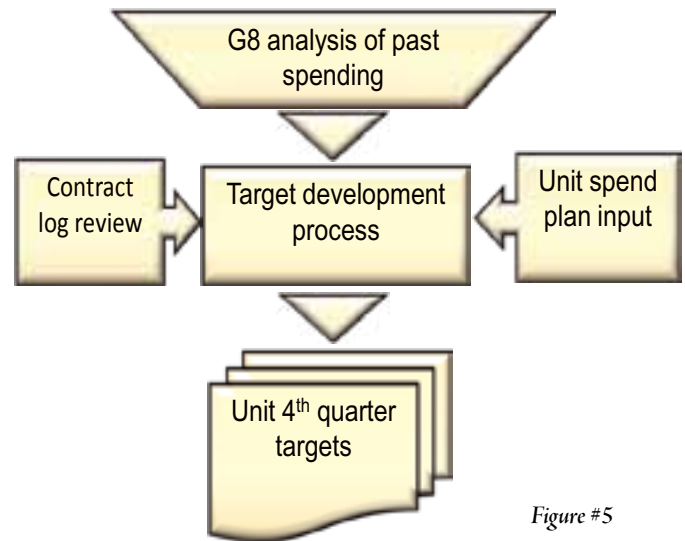 G8 analysis of past
spending
Contract
log review
Target development
process
Unit spend
plan input
Unit 4th quarter
targets
Figure #5